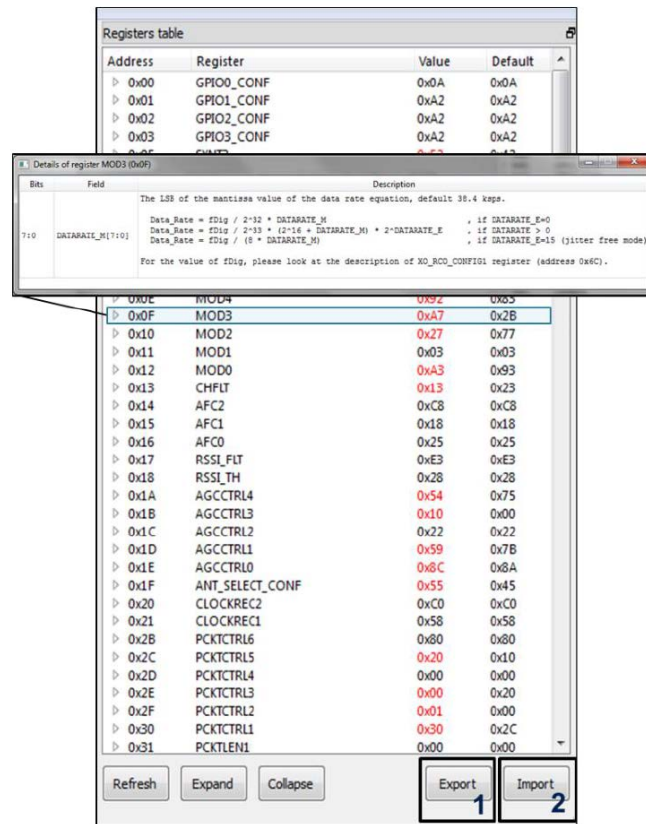 Registers table
Address Register Value Default
0x00 GPIO0_CONF 0x0A 0x0A
0x01 GPIO1_CONF 0xA2 0xA2
0x02 GPIO2_CONF 0xA2 0xA2
0x03 GPIO3_CONF 0xA2 0xA2
Details of register MOD3 (0x0F)
Bits Field Description
The LSB of the mantissa value of the data rate equation, default 38.4 ksps.
Data_Rate = fDig / 2^32 * DATARATE_M , if DATARATE_E=0
7:0 DATARATE_M[7:0] Data_Rate = fDig / 2^33 * (2^16 + DATARATE_M) * 2^DATARATE_E , if DATARATE > 0
Data_Rate = fDig / (8 * DATARATE_M) , if DATARATE_E=15 (jitter free mode)
For the value of fDig, please look at the description of XO_RCO_CONFIG1 register (address 0x6C).
0x0E MOD4 0x92 0x83
0x0F MOD3 0xA7 0x2B
0x10 MOD2 0x27 0x77
0x11 MOD1 0x03 0x03
0x12 MOD0 0xA3 0x93
0x13 CHFLT 0x13 0x23
0x14 AFC2 0xC8 0xC8
0x15 AFC1 0x18 0x18
0x16 AFC0 0x25 0x25
0x17 RSSI_FLT 0xE3 0xE3
0x18 RSSI_TH 0x28 0x28
0x1A AGCCTRL4 0x54 0x75
0x1B AGCCTRL3 0x10 0x00
0x1C AGCCTRL2 0x22 0x22
0x1D AGCCTRL1 0x59 0x7B
0x1E AGCCTRL0 0x8C 0x8A
0x1F ANT_SELECT_CONF 0x55 0x45
0x20 CLOCKREC2 0xC0 0xC0
0x21 CLOCKREC1 0x58 0x58
0x2B PCKTCTRL6 0x80 0x80
0x2C PCKTCTRL5 0x20 0x10
0x2D PCKTCTRL4 0x00 0x00
0x2E PCKTCTRL3 0x00 0x20
0x2F PCKTCTRL2 0x01 0x00
0x30 PCKTCTRL1 0x30 0x2C
0x31 PCKTLEN1 0x00 0x00
Refresh Expand Collapse Export 1 Import 2